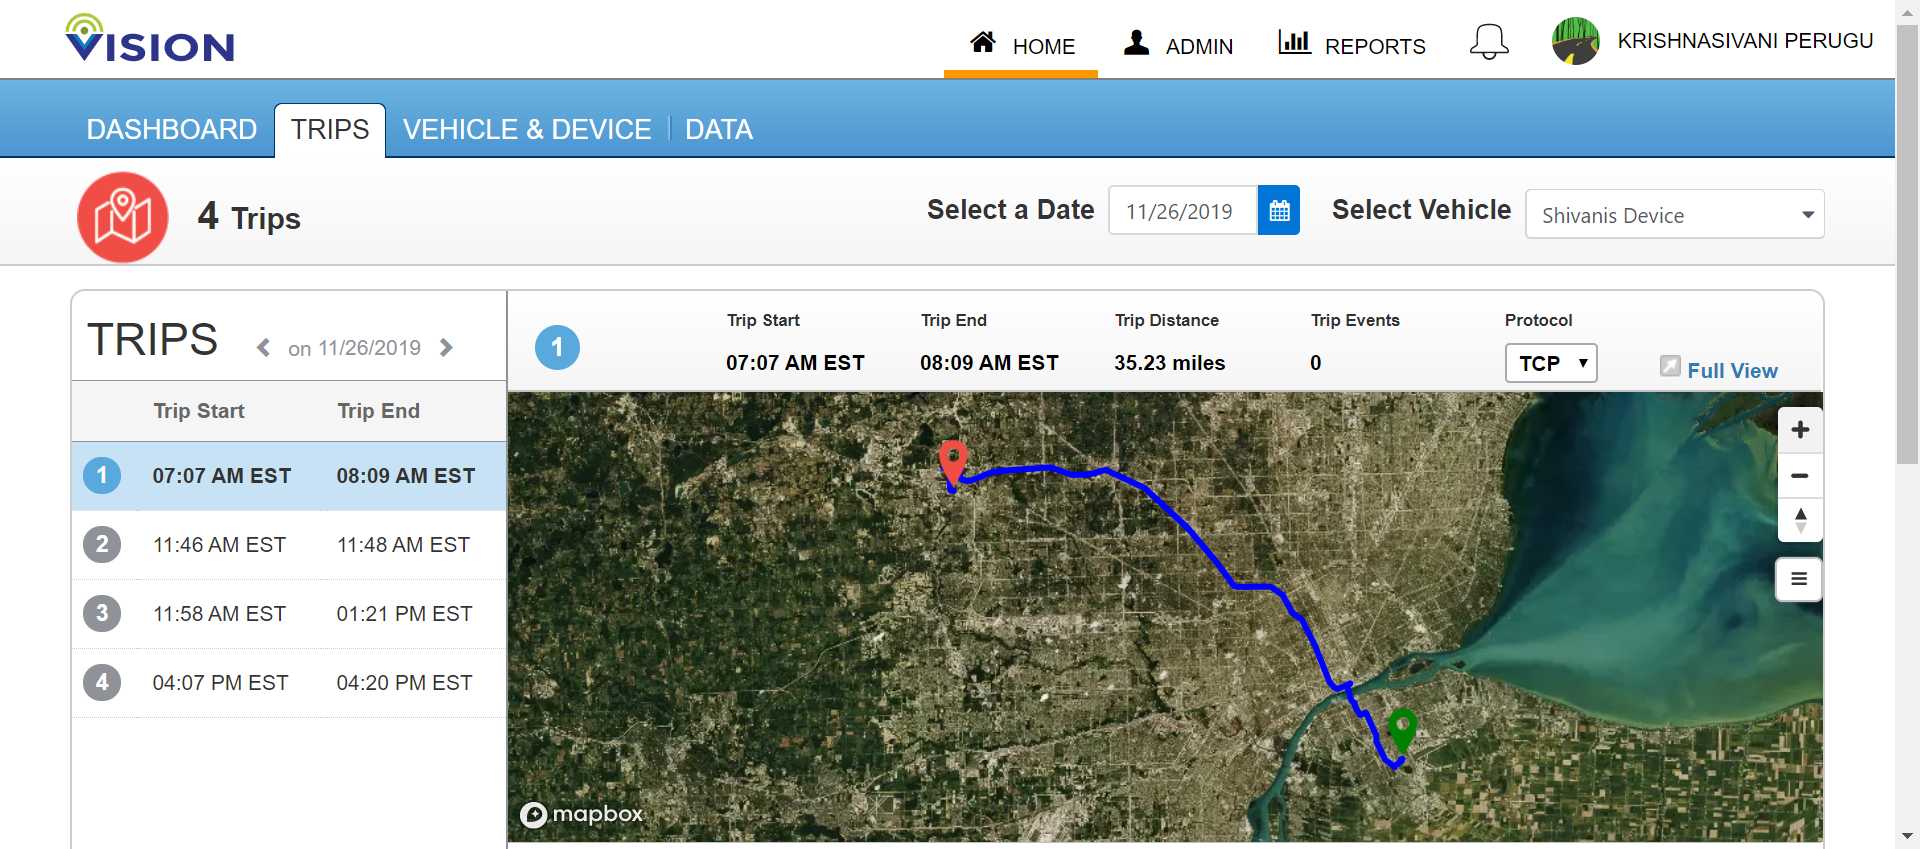 VISION
HOME
ADMIN
REPORTS
KRISHNASIVANI PERUGU
DASHBOARD
TRIPS
VEHICLE & DEVICE
DATA
4 Trips
Select a Date
11/26/2019
Select Vehicle
Shivanis Device
TRIPS
on 11/26/2019
Trip Start Trip End
1 07:07 AM EST 08:09 AM EST
2 11:46 AM EST 11:48 AM EST
3 11:58 AM EST 01:21 PM EST
4 04:07 PM EST 04:20 PM EST
1
Trip Start Trip End Trip Distance Trip Events Protocol
07:07 AM EST 08:09 AM EST 35.23 miles 0 TCP
Full View
mapbox